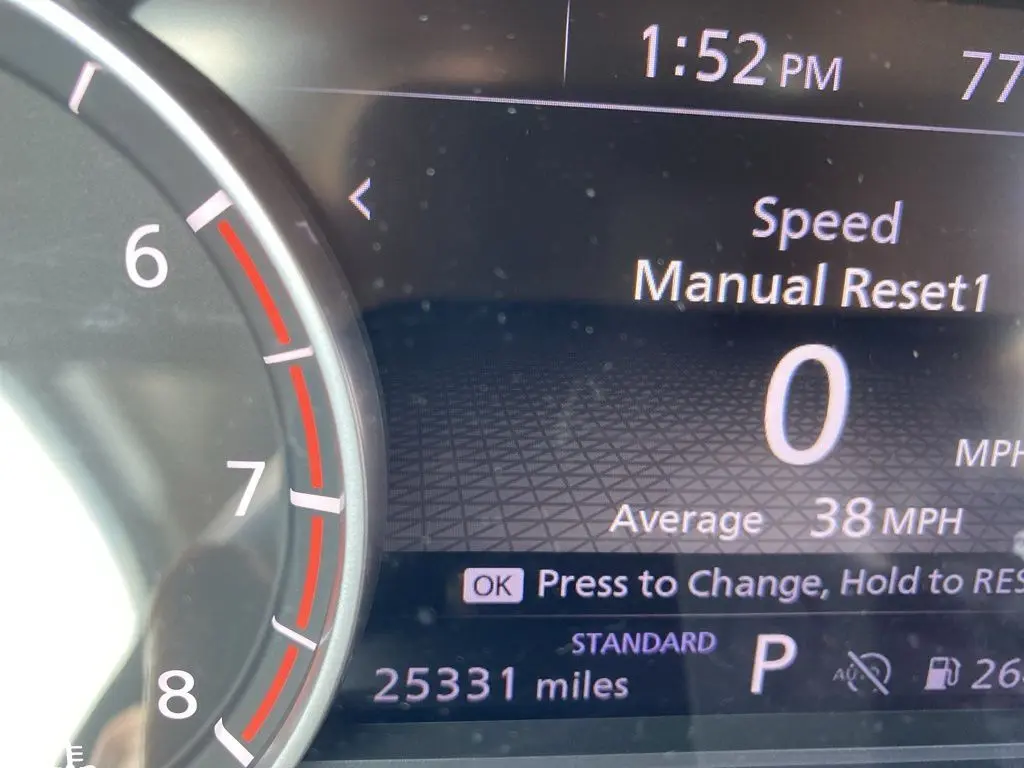 1:52 PM 77
6
Speed
Manual Reset1
0
MPH
7
Average 38 MPH
OK Press to Change, Hold to RES
STANDARD
P
25331 miles
26
8
E